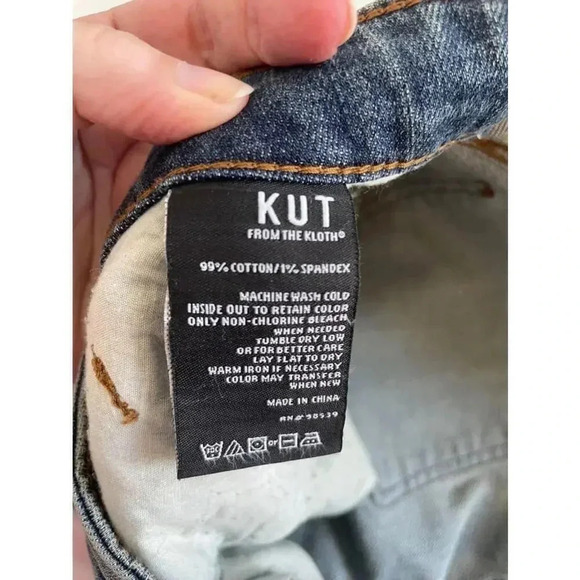 KUT
FROM THE KLOTH®
99% COTTON/1% SPANDEX
MACHINE WASH COLD
INSIDE OUT TO RETAIN COLOR
ONLY NON-CHLORINE BLEACH
WHEN NEEDED
TUMBLE DRY LOW
OR FOR BETTER CARE
LAY FLAT TO DRY
WARM IRON IF NECESSARY
COLOR MAY TRANSFER
WHEN NEW
MADE IN CHINA
RN# 98539
or